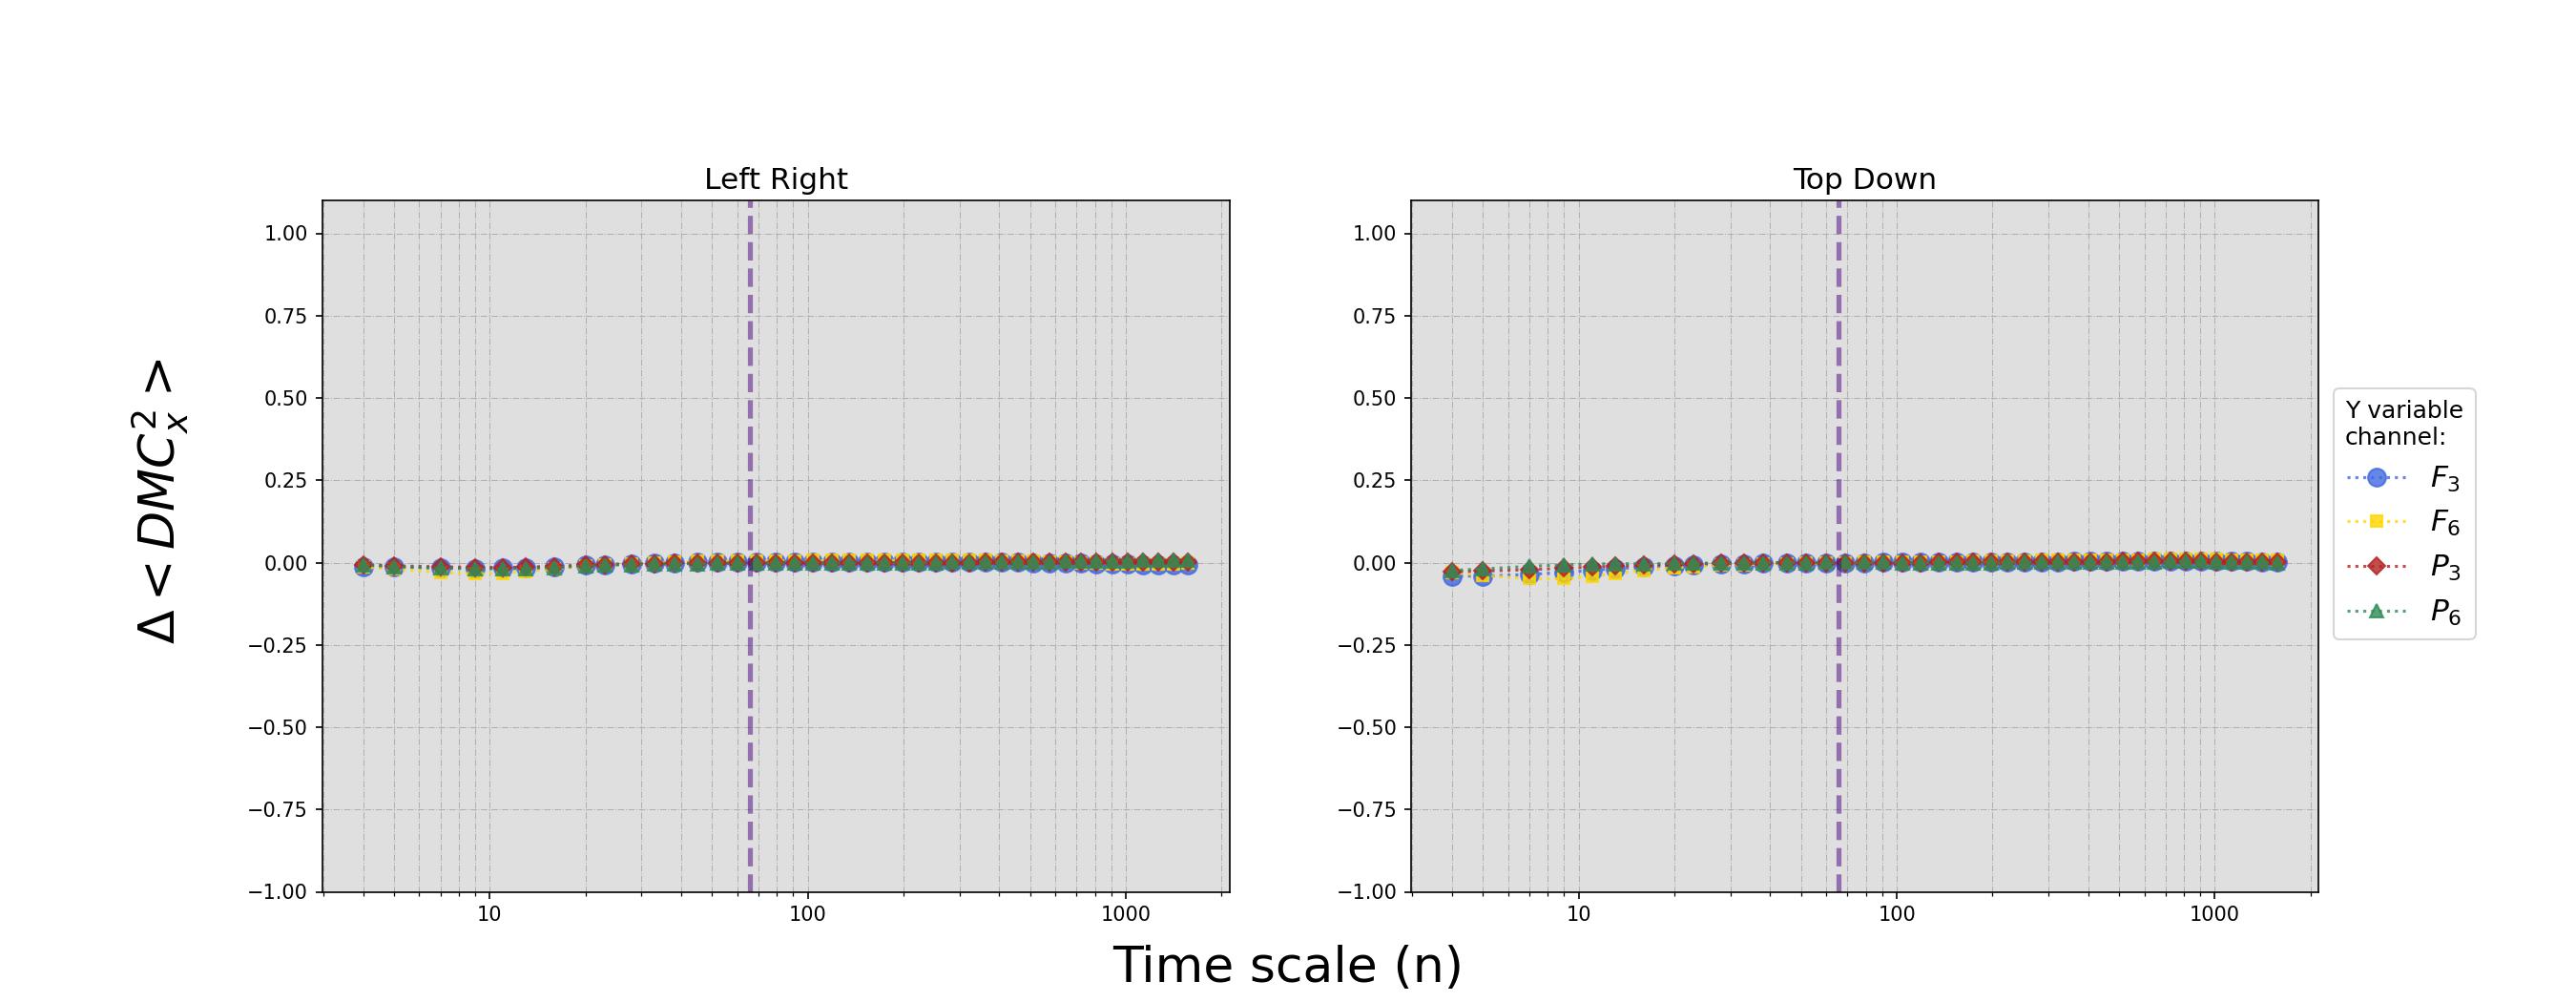 Left Right
Top Down
Δ < DMC²ₓ >
1.00
0.75
0.50
0.25
0.00
−0.25
−0.50
−0.75
−1.00
10 100 1000
1.00
0.75
0.50
0.25
0.00
−0.25
−0.50
−0.75
−1.00
10 100 1000
Y variable
channel:
F₃
F₆
P₃
P₆
Time scale (n)